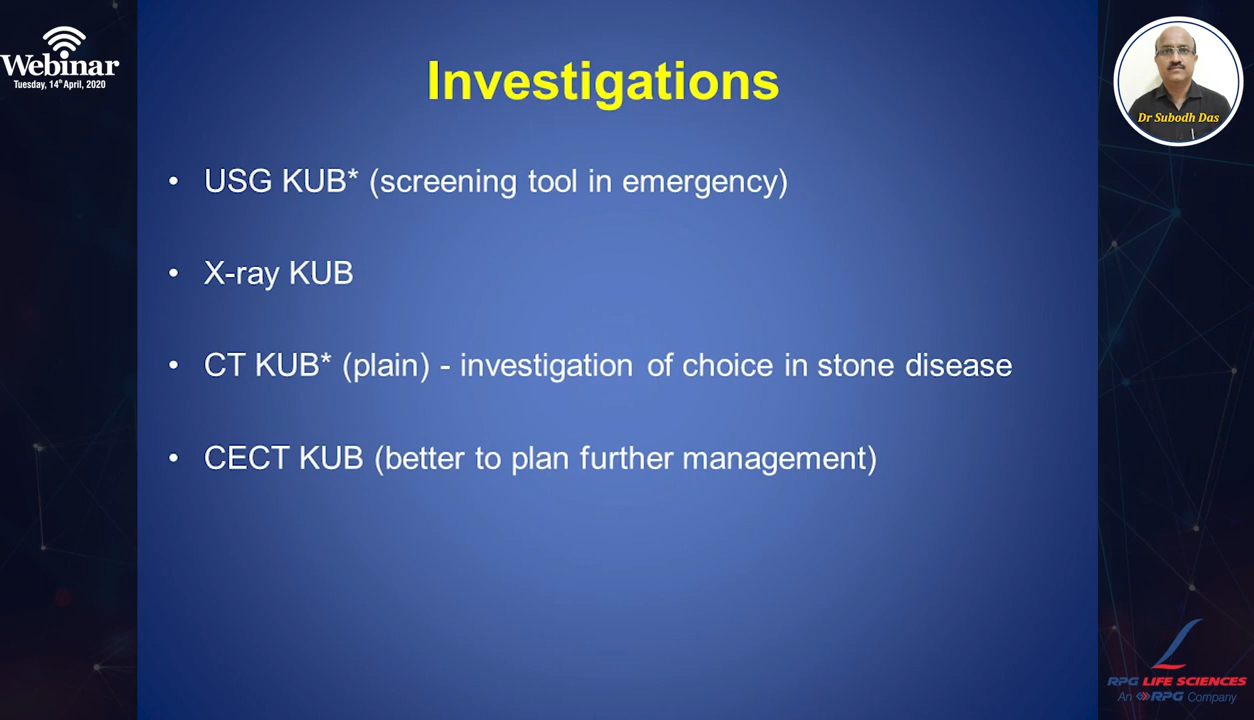 Webinar
Tuesday, 14th April, 2020
Investigations
• USG KUB* (screening tool in emergency)
• X-ray KUB
• CT KUB* (plain) - investigation of choice in stone disease
• CECT KUB (better to plan further management)
Dr Subodh Das
RPG LIFE SCIENCES
An RPG Company